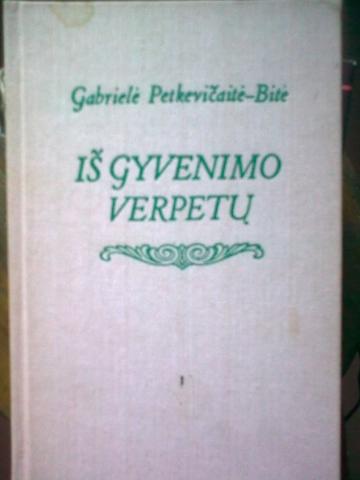 Gabrielė Petkevičaitė-Bitė
IŠ GYVENIMO
VERPETŲ